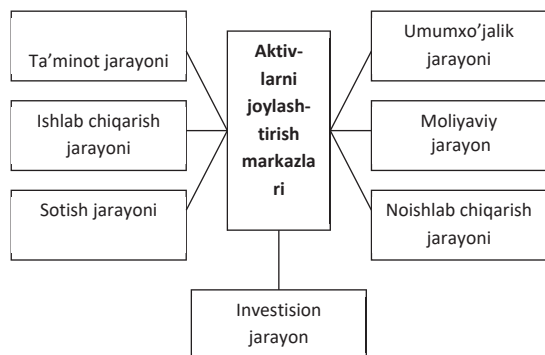 Ta’minot jarayoni
Ishlab chiqarish
jarayoni
Sotish jarayoni
Aktiv-
larni
joylash-
tirish
markazla
ri
Umumxo’jalik
jarayoni
Moliyaviy
jarayon
Noishlab chiqarish
jarayoni
Investision
jarayon